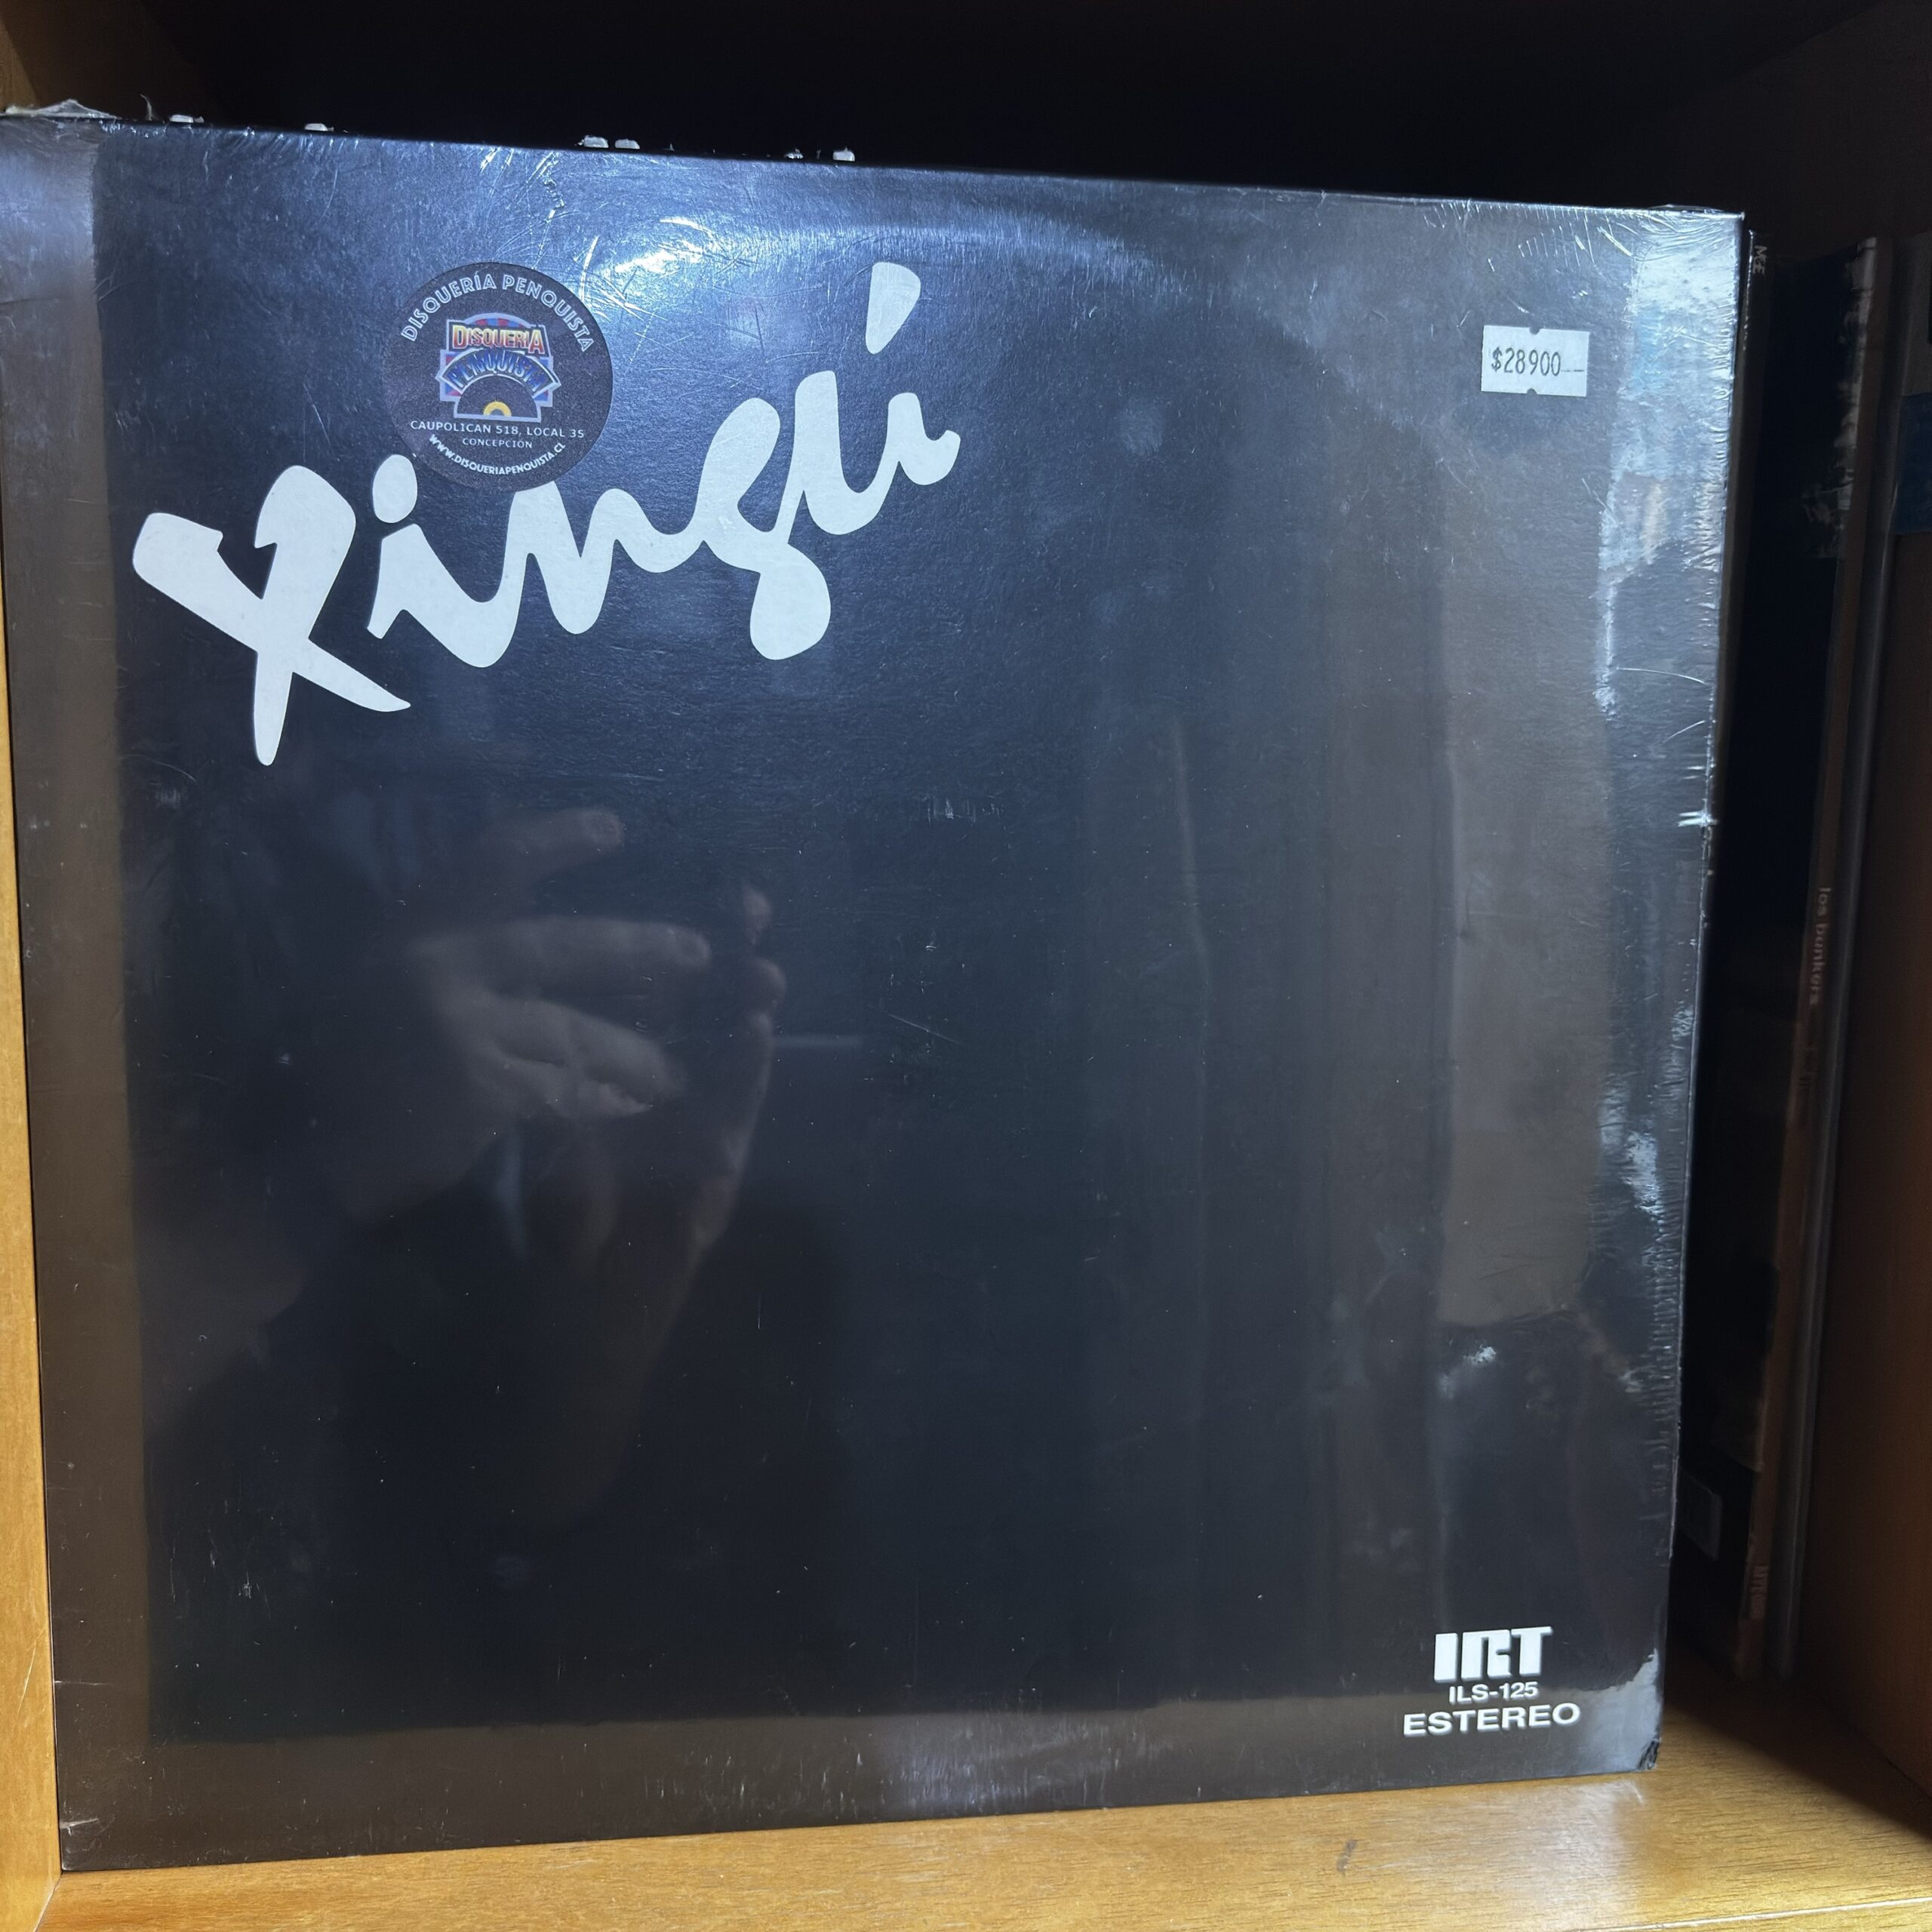 DISQUERÍA PENQUISTA
DISQUERIA
PENQUISTA
CAUPOLICAN 518, LOCAL 35
CONCEPCIÓN
WWW.DISQUERIAPENQUISTA.CL
$28900
Xingú
IRT
ILS-125
ESTEREO
los bunkers